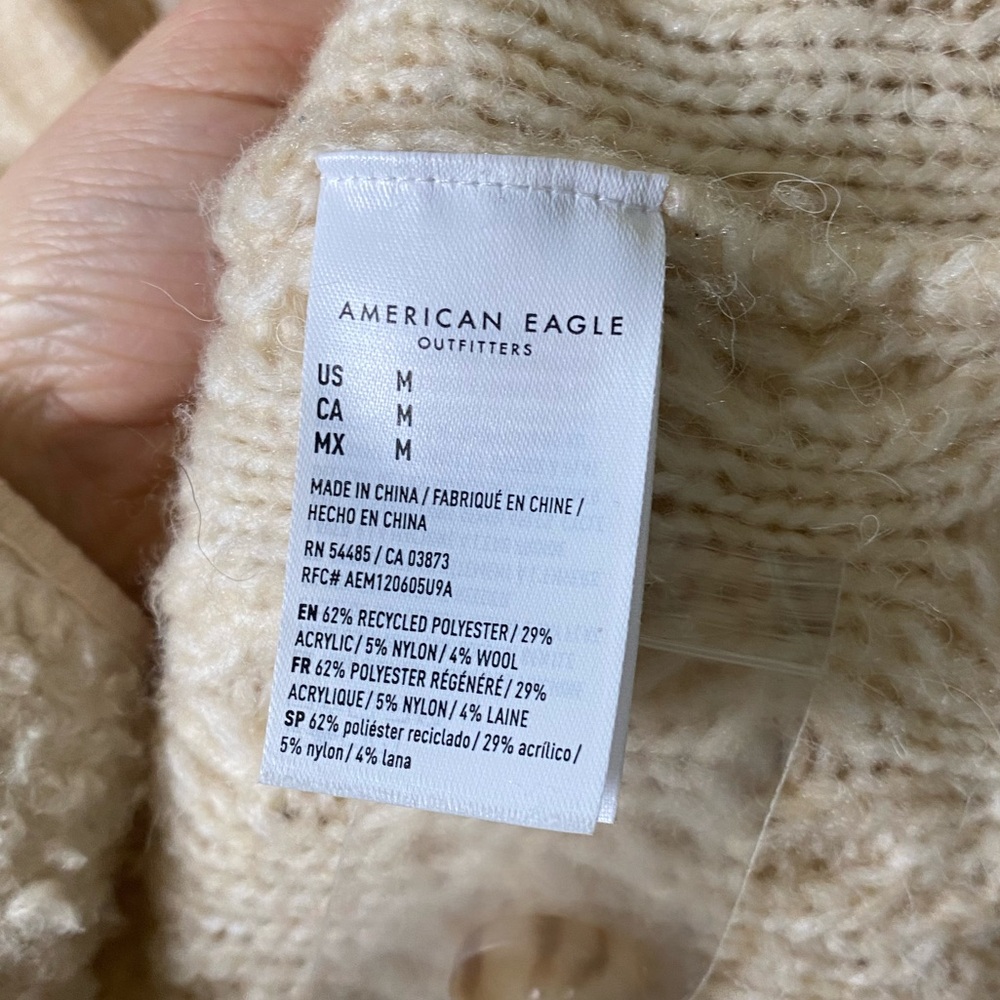 AMERICAN EAGLE
OUTFITTERS
US M
CA M
MX M
MADE IN CHINA / FABRIQUÉ EN CHINE /
HECHO EN CHINA
RN 54485 / CA 03873
RFC# AEM120605U9A
EN 62% RECYCLED POLYESTER / 29%
ACRYLIC / 5% NYLON / 4% WOOL
FR 62% POLYESTER RÉGÉNÉRÉ / 29%
ACRYLIQUE / 5% NYLON / 4% LAINE
SP 62% poliéster reciclado / 29% acrílico /
5% nylon / 4% lana